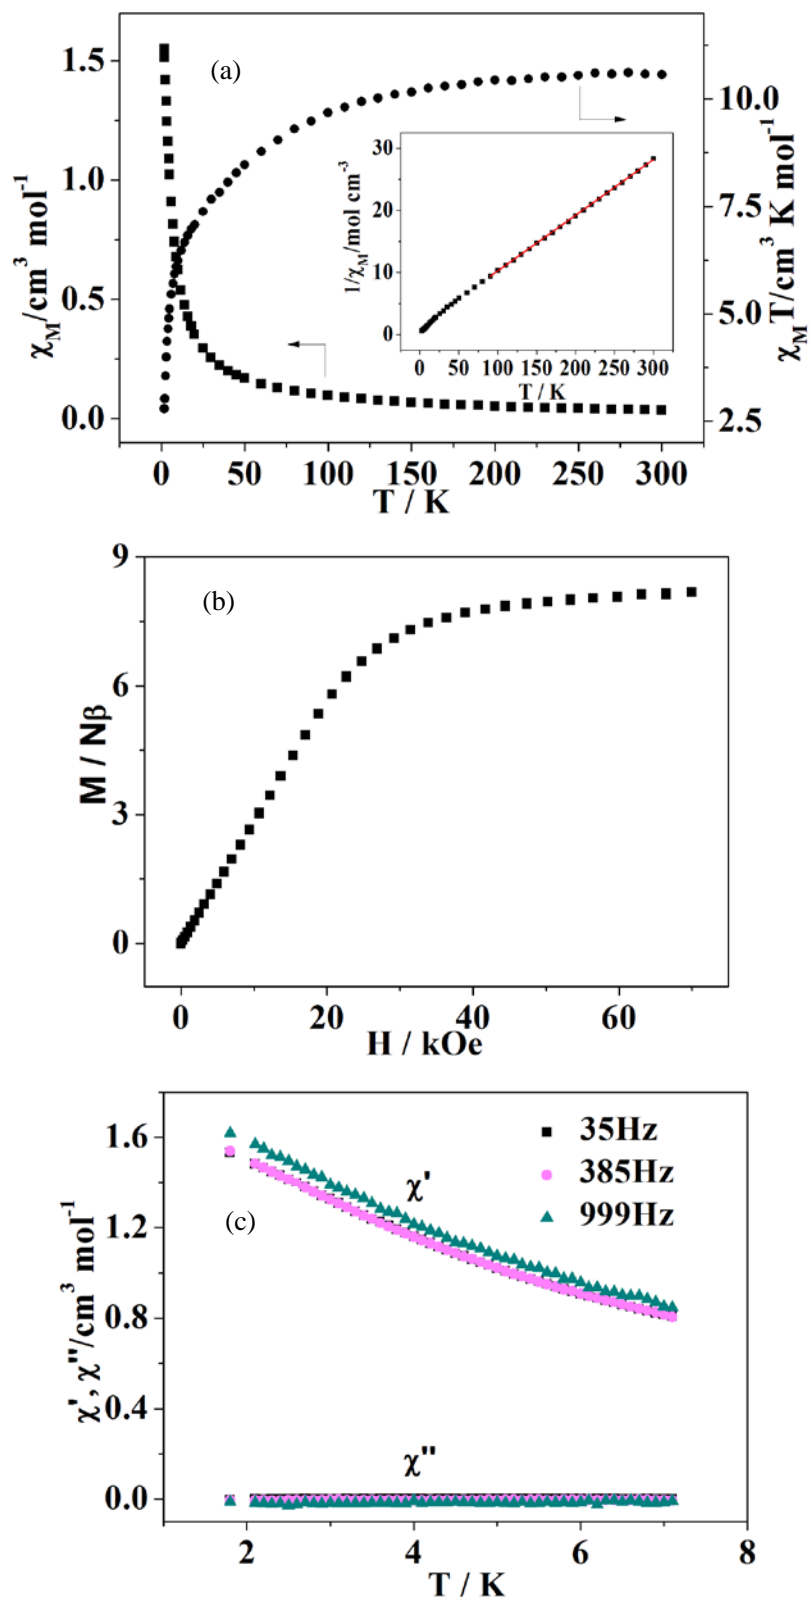 (a)
χM/cm3 mol-1
1.5
1.0
0.5
0.0
χMT/cm3 K mol-1
10.0
7.5
5.0
2.5
1/χM/mol cm-3
30
20
10
0
0 50 100 150 200 250 300
T / K
0 50 100 150 200 250 300
T / K
(b)
M / Nβ
9
6
3
0
0 20 40 60
H / kOe
(c)
χ', χ''/cm3 mol-1
1.6
1.2
0.8
0.4
0.0
35Hz
385Hz
999Hz
χ'
χ''
2 4 6 8
T / K